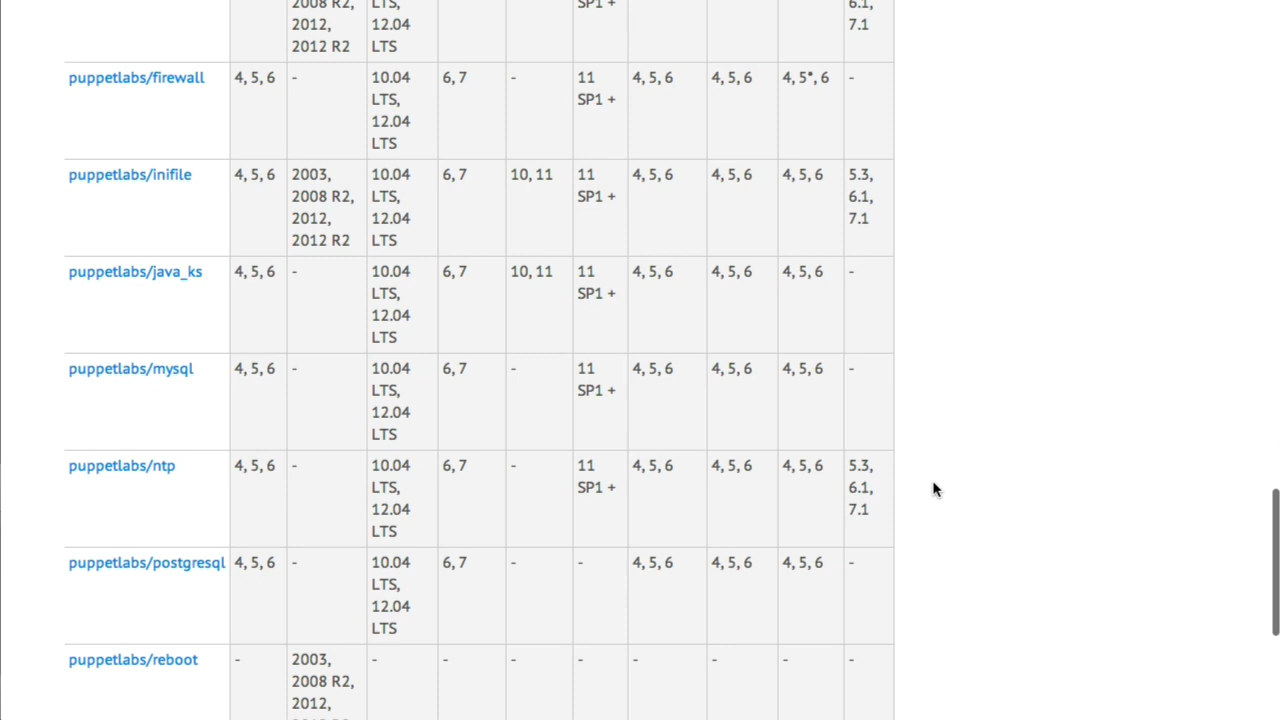 2008 R2, LTS, SP1 + 6.1,
2012, 12.04 7.1
2012 R2 LTS
puppetlabs/firewall 4, 5, 6 - 10.04 6, 7 - 11 4, 5, 6 4, 5, 6 4, 5*, 6 -
LTS, SP1 +
12.04
LTS
puppetlabs/inifile 4, 5, 6 2003, 10.04 6, 7 10, 11 11 4, 5, 6 4, 5, 6 4, 5, 6 5.3,
2008 R2, LTS, SP1 + 6.1,
2012, 12.04 7.1
2012 R2 LTS
puppetlabs/java_ks 4, 5, 6 - 10.04 6, 7 10, 11 11 4, 5, 6 4, 5, 6 4, 5, 6 -
LTS, SP1 +
12.04
LTS
puppetlabs/mysql 4, 5, 6 - 10.04 6, 7 - 11 4, 5, 6 4, 5, 6 4, 5, 6 -
LTS, SP1 +
12.04
LTS
puppetlabs/ntp 4, 5, 6 - 10.04 6, 7 - 11 4, 5, 6 4, 5, 6 4, 5, 6 5.3,
LTS, SP1 + 6.1,
12.04 7.1
LTS
puppetlabs/postgresql 4, 5, 6 - 10.04 6, 7 - - 4, 5, 6 4, 5, 6 4, 5, 6 -
LTS,
12.04
LTS
puppetlabs/reboot - 2003, - - - - - - - -
2008 R2,
2012,